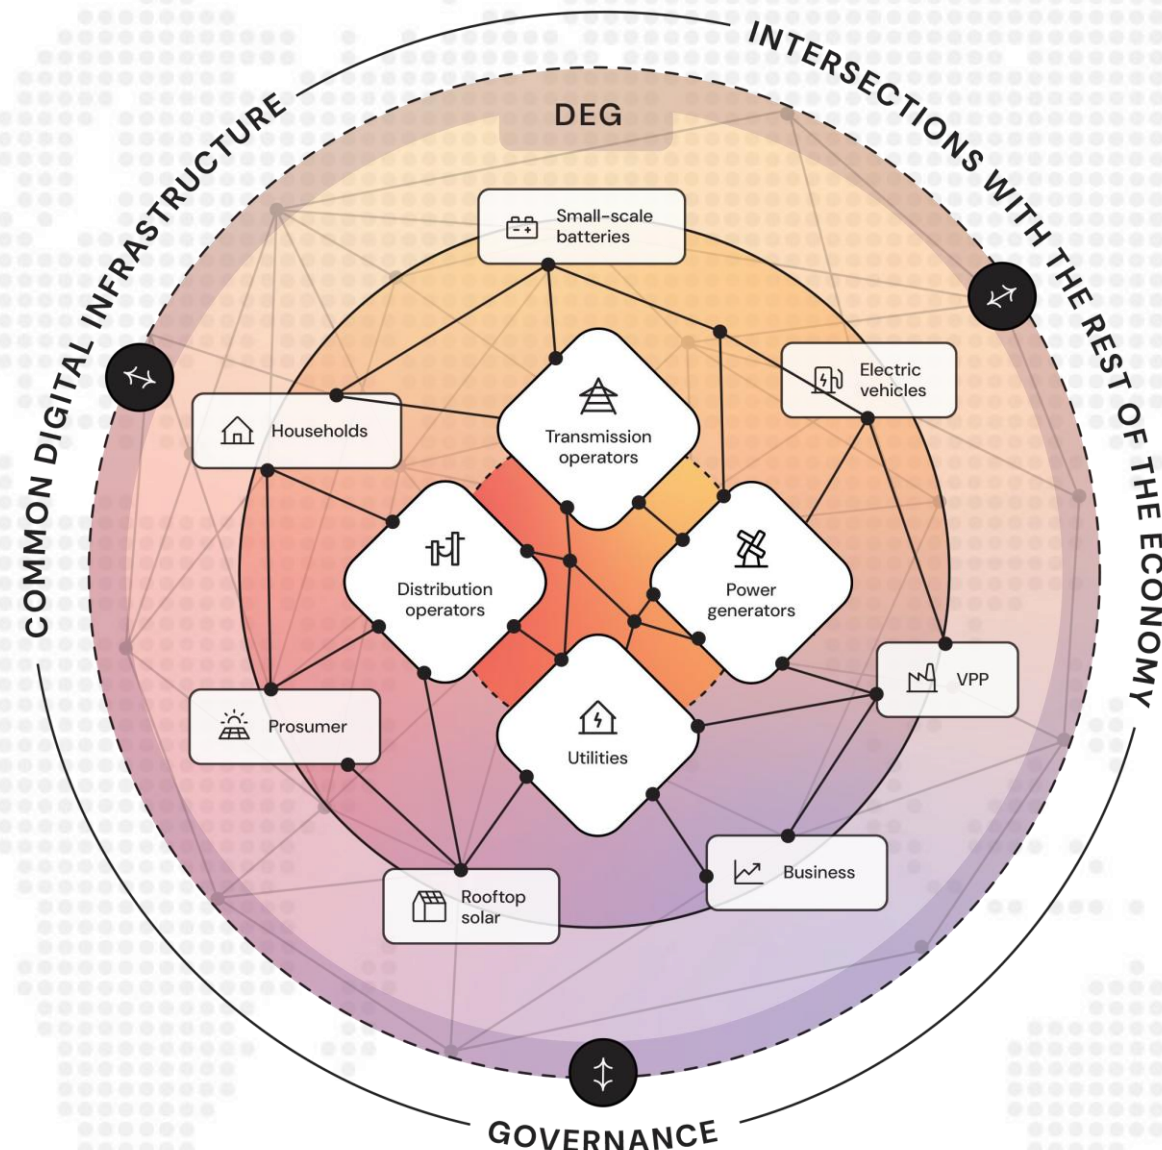 COMMON DIGITAL INFRASTRUCTURE
INTERSECTIONS WITH THE REST OF THE ECONOMY
DEG
Small-scale
batteries
Electric
vehicles
Households
Transmission
operators
Distribution
operators
Power
generators
VPP
Prosumer
Utilities
Business
Rooftop
solar
GOVERNANCE